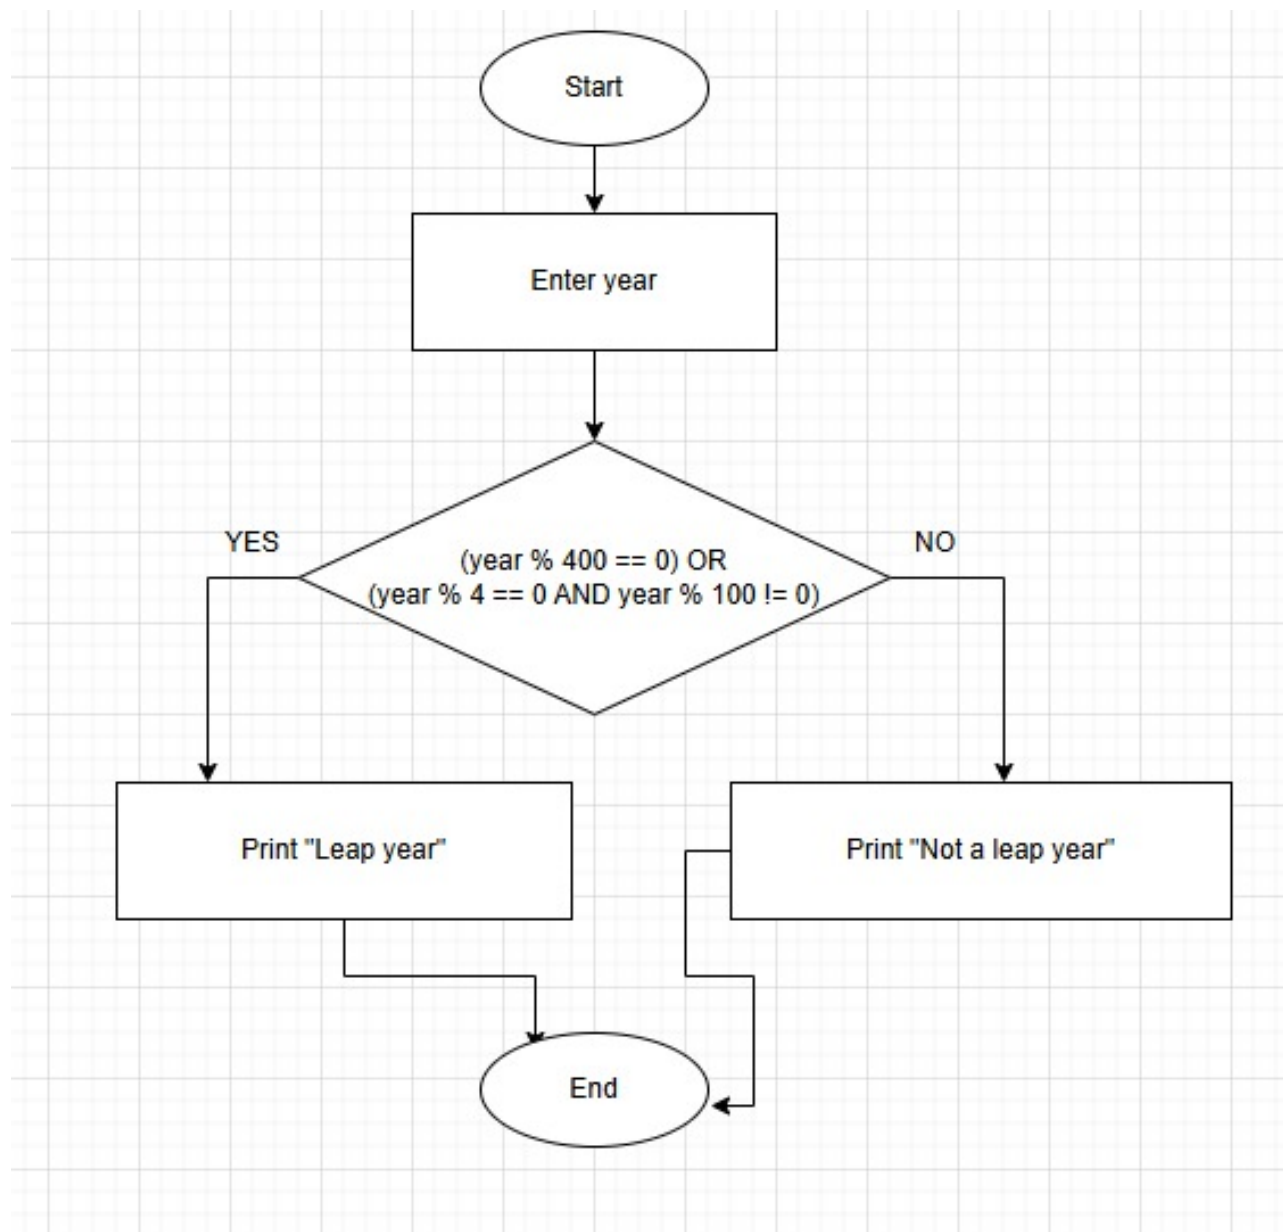 Start
Enter year
YES
NO
(year % 400 == 0) OR
(year % 4 == 0 AND year % 100 != 0)
Print "Leap year"
Print "Not a leap year"
End